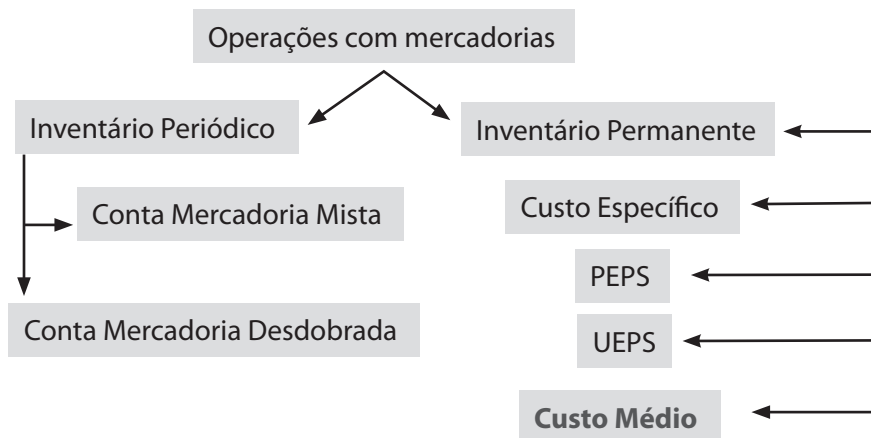 Operações com mercadorias
Inventário Periódico
Inventário Permanente
Conta Mercadoria Mista
Custo Específico
PEPS
Conta Mercadoria Desdobrada
UEPS
Custo Médio